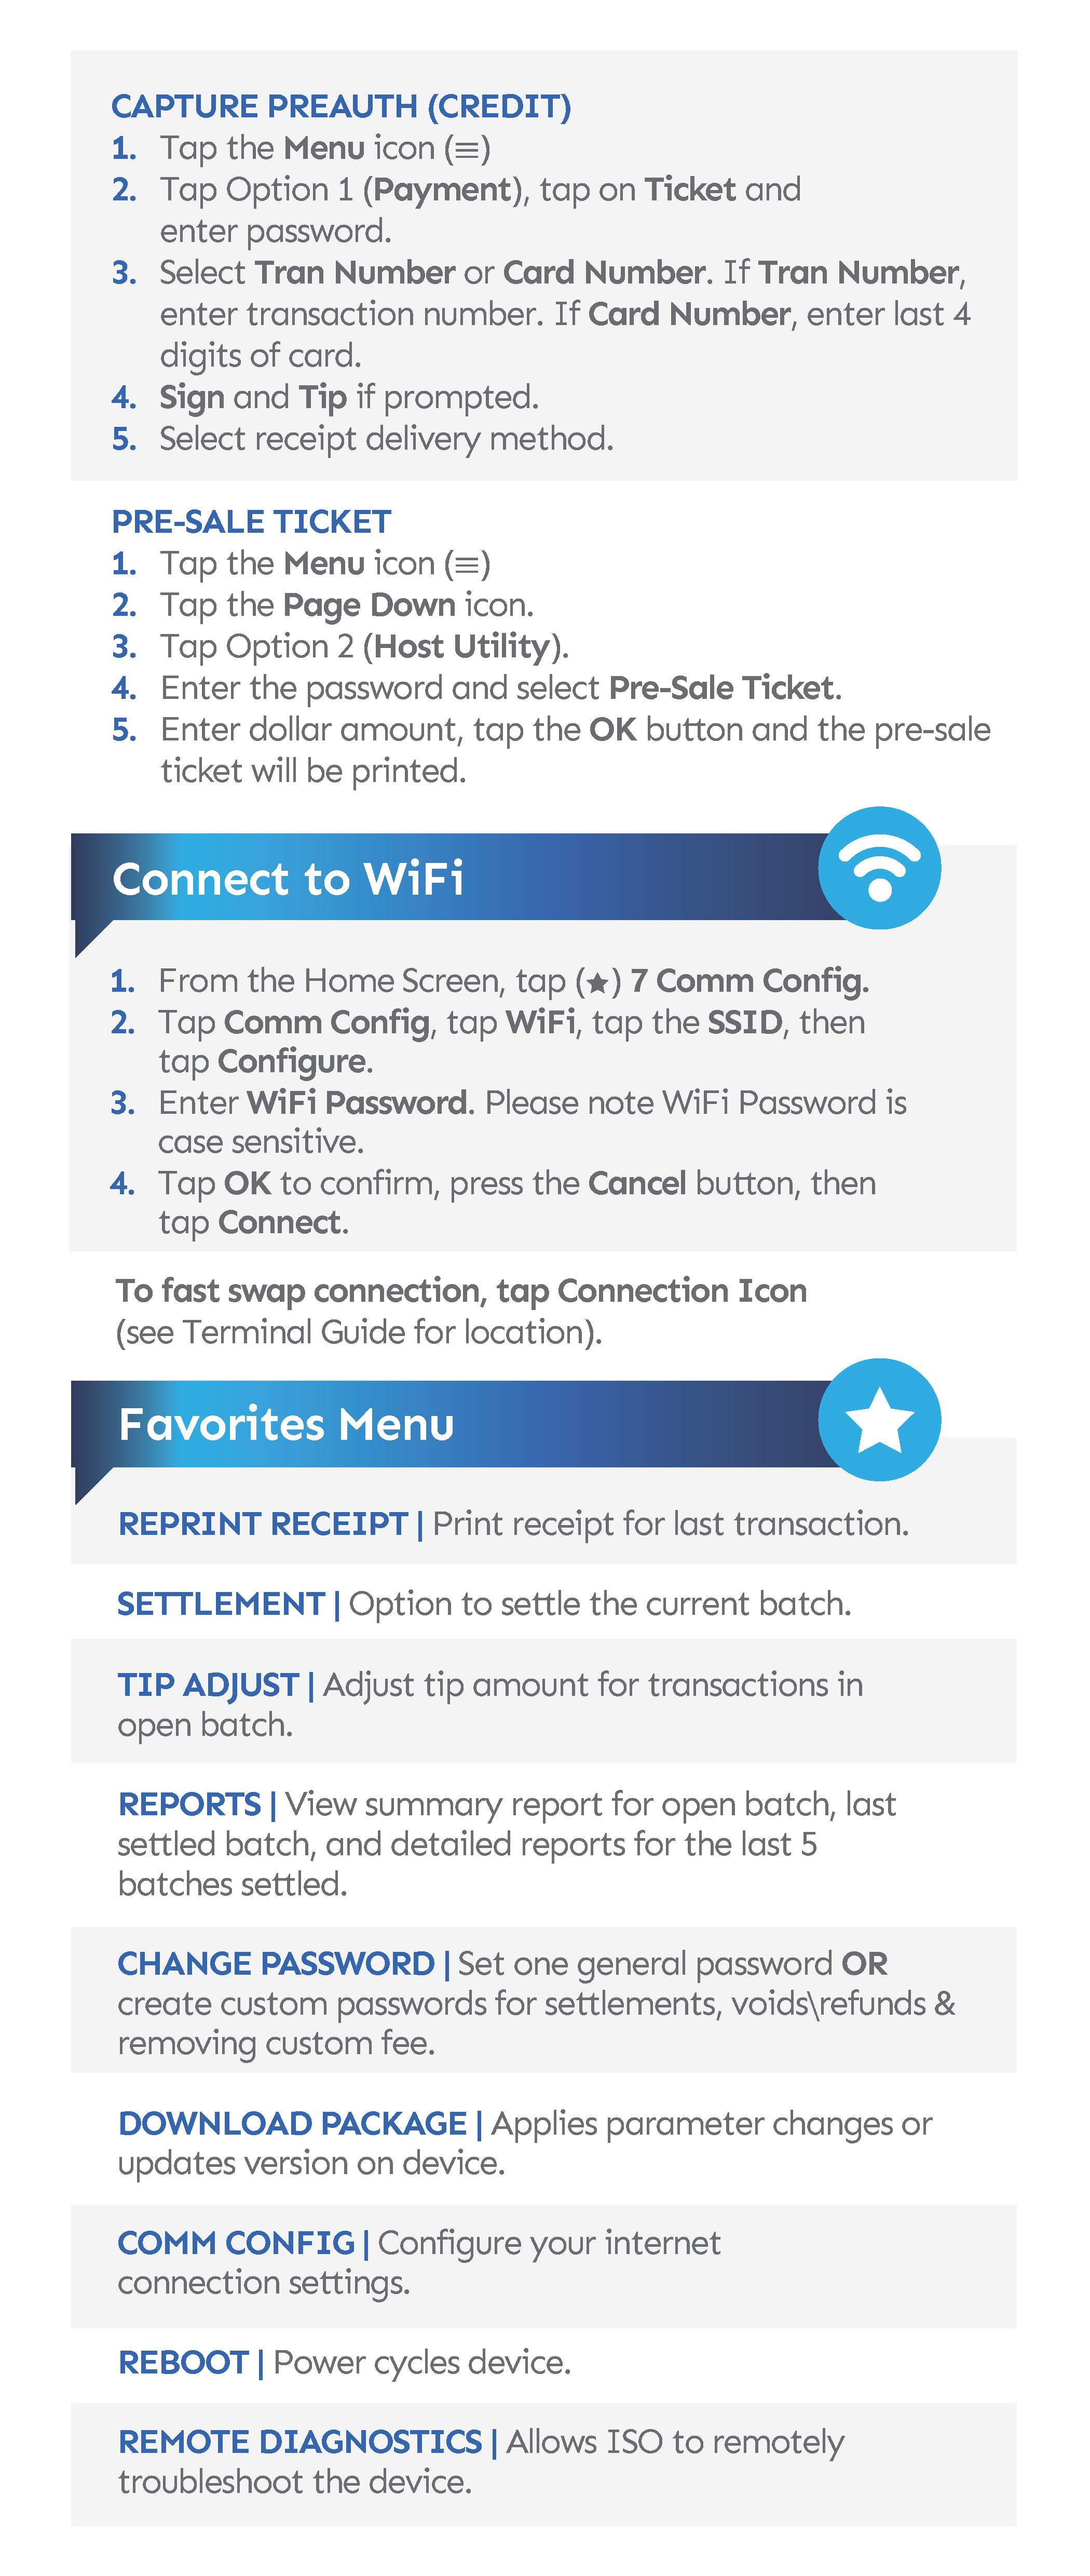 CAPTURE PREAUTH (CREDIT)
1. Tap the Menu icon (≡)
2. Tap Option 1 (Payment), tap on Ticket and
enter password.
3. Select Tran Number or Card Number. If Tran Number,
enter transaction number. If Card Number, enter last 4
digits of card.
4. Sign and Tip if prompted.
5. Select receipt delivery method.
PRE-SALE TICKET
1. Tap the Menu icon (≡)
2. Tap the Page Down icon.
3. Tap Option 2 (Host Utility).
4. Enter the password and select Pre-Sale Ticket.
5. Enter dollar amount, tap the OK button and the pre-sale
ticket will be printed.
Connect to WiFi
1. From the Home Screen, tap (★) 7 Comm Config.
2. Tap Comm Config, tap WiFi, tap the SSID, then
tap Configure.
3. Enter WiFi Password. Please note WiFi Password is
case sensitive.
4. Tap OK to confirm, press the Cancel button, then
tap Connect.
To fast swap connection, tap Connection Icon
(see Terminal Guide for location).
Favorites Menu
REPRINT RECEIPT | Print receipt for last transaction.
SETTLEMENT | Option to settle the current batch.
TIP ADJUST | Adjust tip amount for transactions in
open batch.
REPORTS | View summary report for open batch, last
settled batch, and detailed reports for the last 5
batches settled.
CHANGE PASSWORD | Set one general password OR
create custom passwords for settlements, voids\refunds &
removing custom fee.
DOWNLOAD PACKAGE | Applies parameter changes or
updates version on device.
COMM CONFIG | Configure your internet
connection settings.
REBOOT | Power cycles device.
REMOTE DIAGNOSTICS | Allows ISO to remotely
troubleshoot the device.